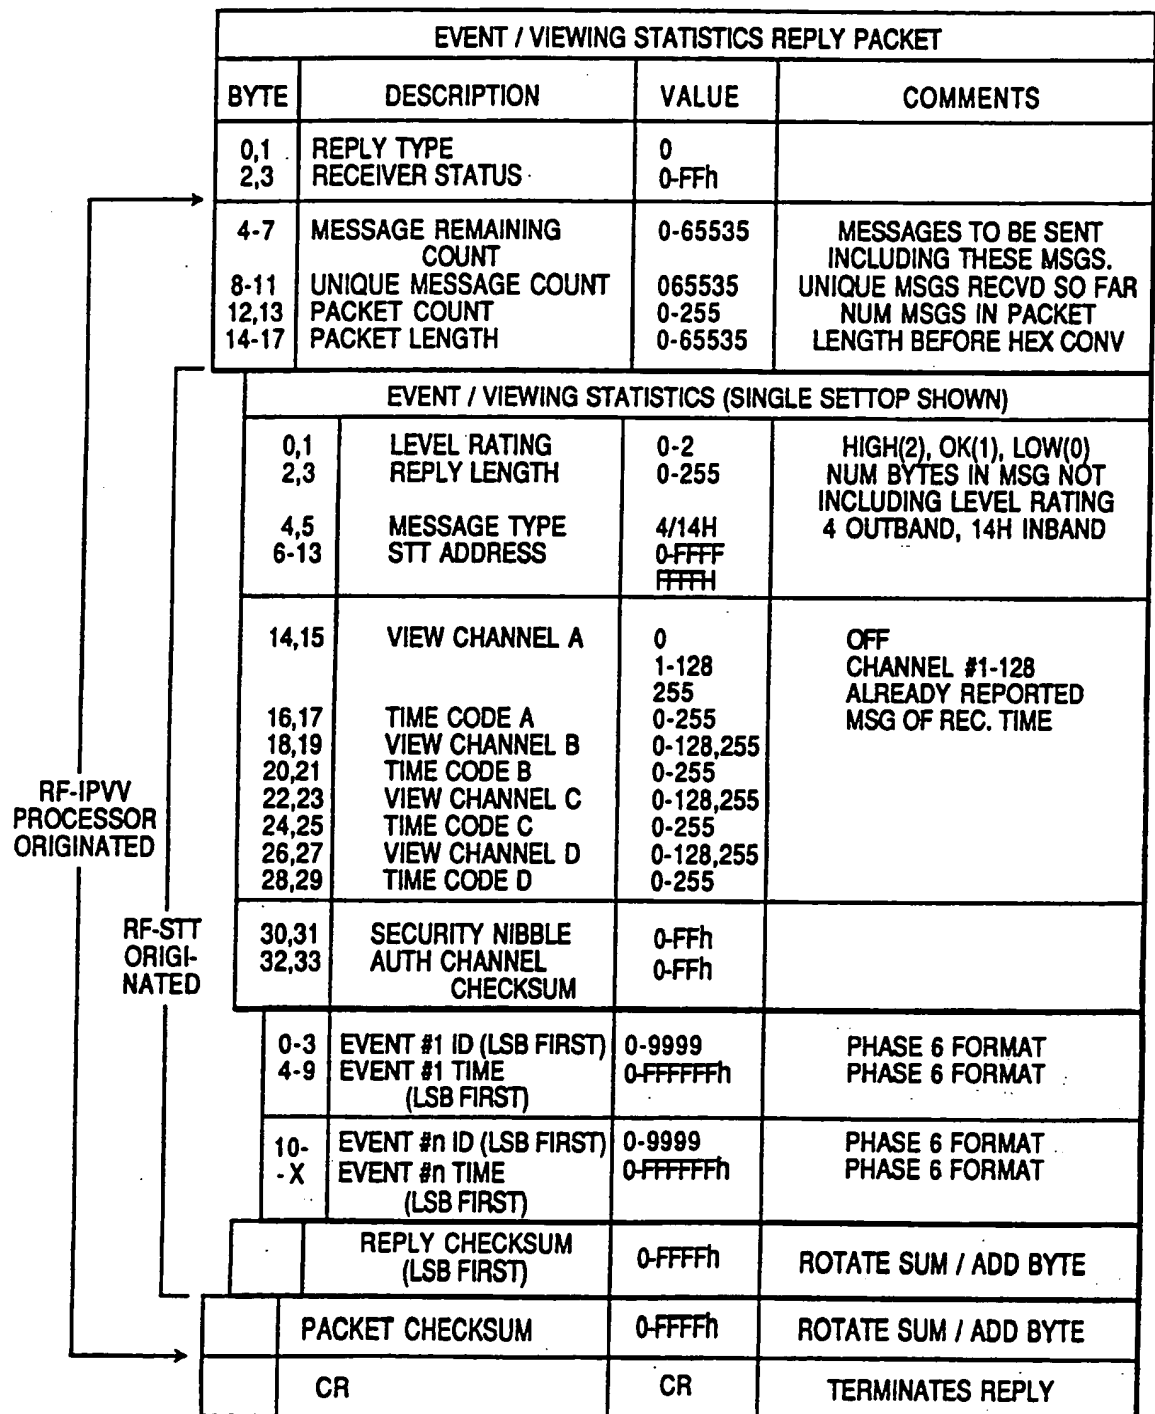 EVENT / VIEWING STATISTICS REPLY PACKET
BYTE DESCRIPTION VALUE COMMENTS
0,1 REPLY TYPE 0
2,3 RECEIVER STATUS 0-FFh
4-7 MESSAGE REMAINING 0-65535 MESSAGES TO BE SENT
COUNT INCLUDING THESE MSGS.
8-11 UNIQUE MESSAGE COUNT 065535 UNIQUE MSGS RECVD SO FAR
12,13 PACKET COUNT 0-255 NUM MSGS IN PACKET
14-17 PACKET LENGTH 0-65535 LENGTH BEFORE HEX CONV
EVENT / VIEWING STATISTICS (SINGLE SETTOP SHOWN)
0,1 LEVEL RATING 0-2 HIGH(2), OK(1), LOW(0)
2,3 REPLY LENGTH 0-255 NUM BYTES IN MSG NOT
INCLUDING LEVEL RATING
4,5 MESSAGE TYPE 4/14H 4 OUTBAND, 14H INBAND
6-13 STT ADDRESS 0-FFFF
FFFFH
14,15 VIEW CHANNEL A 0 OFF
1-128 CHANNEL #1-128
255 ALREADY REPORTED
16,17 TIME CODE A 0-255 MSG OF REC. TIME
18,19 VIEW CHANNEL B 0-128,255
20,21 TIME CODE B 0-255
22,23 VIEW CHANNEL C 0-128,255
24,25 TIME CODE C 0-255
26,27 VIEW CHANNEL D 0-128,255
28,29 TIME CODE D 0-255
RF-IPVV
PROCESSOR
ORIGINATED
RF-STT
ORIGI-
NATED
30,31 SECURITY NIBBLE 0-FFh
32,33 AUTH CHANNEL 0-FFh
CHECKSUM
0-3 EVENT #1 ID (LSB FIRST) 0-9999 PHASE 6 FORMAT
4-9 EVENT #1 TIME 0-FFFFFFh PHASE 6 FORMAT
(LSB FIRST)
10- EVENT #n ID (LSB FIRST) 0-9999 PHASE 6 FORMAT
-X EVENT #n TIME 0-FFFFFFh PHASE 6 FORMAT
(LSB FIRST)
REPLY CHECKSUM 0-FFFFh ROTATE SUM / ADD BYTE
(LSB FIRST)
PACKET CHECKSUM 0-FFFFh ROTATE SUM / ADD BYTE
CR CR TERMINATES REPLY